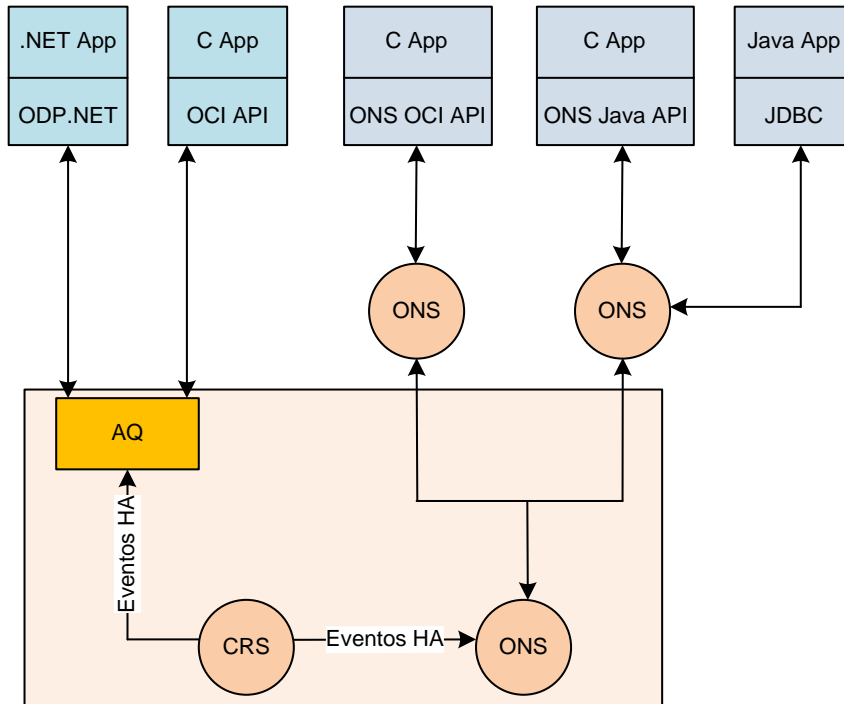 .NET App
C App
C App
C App
Java App
ODP.NET
OCI API
ONS OCI API
ONS Java API
JDBC
ONS
ONS
AQ
Eventos HA
CRS
Eventos HA
ONS